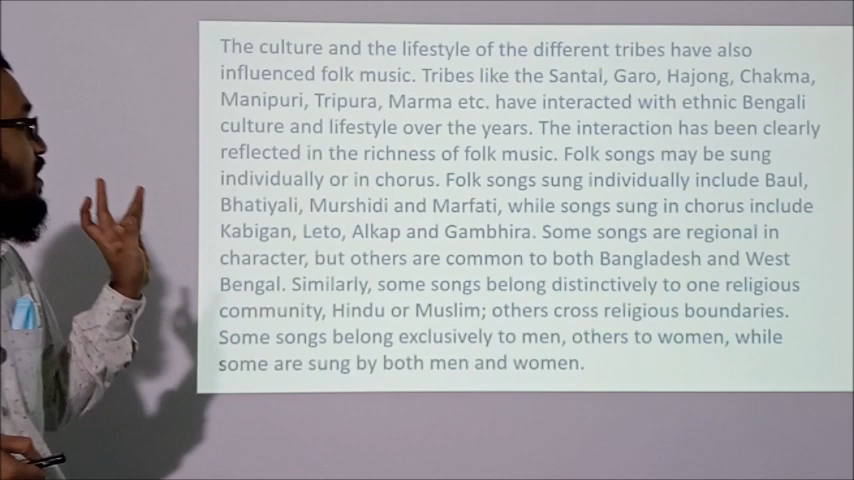 The culture and the lifestyle of the different tribes have also
influenced folk music. Tribes like the Santal, Garo, Hajong, Chakma,
Manipuri, Tripura, Marma etc. have interacted with ethnic Bengali
culture and lifestyle over the years. The interaction has been clearly
reflected in the richness of folk music. Folk songs may be sung
individually or in chorus. Folk songs sung individually include Baul,
Bhatiyali, Murshidi and Marfati, while songs sung in chorus include
Kabigan, Leto, Alkap and Gambhira. Some songs are regional in
character, but others are common to both Bangladesh and West
Bengal. Similarly, some songs belong distinctively to one religious
community, Hindu or Muslim; others cross religious boundaries.
Some songs belong exclusively to men, others to women, while
some are sung by both men and women.